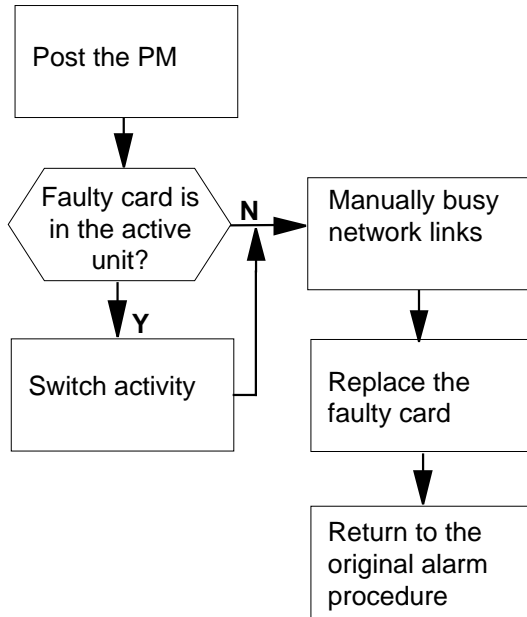 Post the PM
Faulty card is
in the active
unit?
N
Y
Switch activity
Manually busy
network links
Replace the
faulty card
Return to the
original alarm
procedure